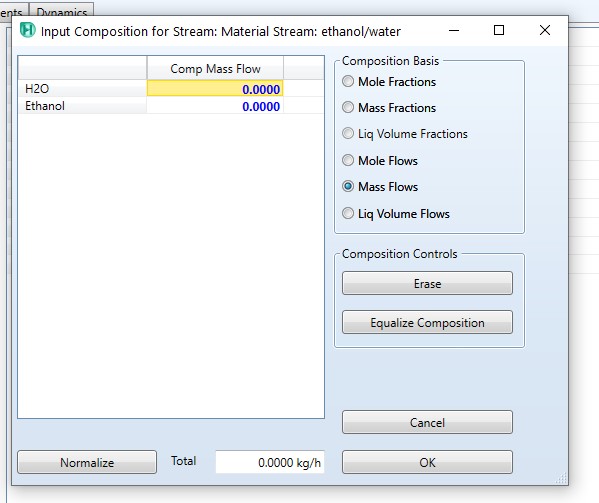 ents Dynamics
Input Composition for Stream: Material Stream: ethanol/water
Comp Mass Flow
H2O 0.0000
Ethanol 0.0000
Composition Basis
Mole Fractions
Mass Fractions
Liq Volume Fractions
Mole Flows
Mass Flows
Liq Volume Flows
Composition Controls
Erase
Equalize Composition
Cancel
Normalize Total 0.0000 kg/h OK